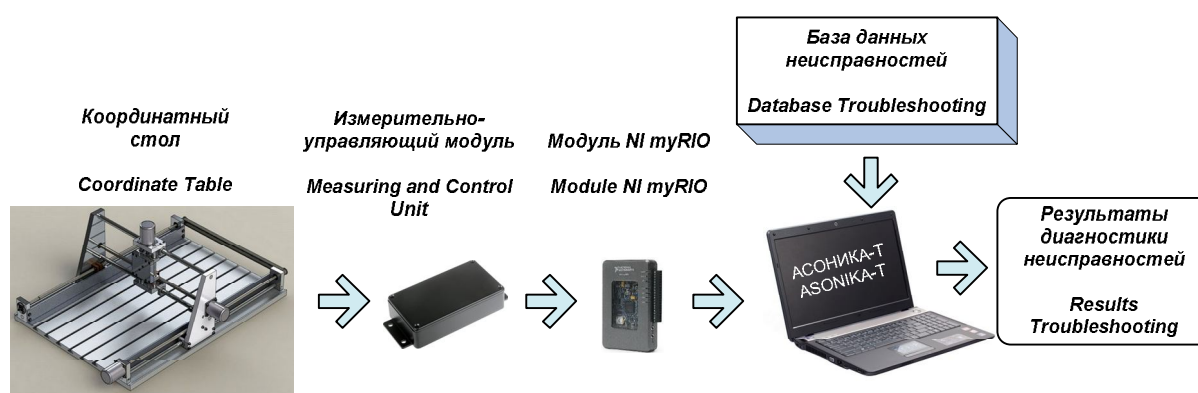 База данных
неисправностей
Database Troubleshooting
Координатный
стол
Coordinate Table
Измерительно-
управляющий модуль
Measuring and Control
Unit
Модуль NI myRIO
Module NI myRIO
АСОНИКА-Т
ASONIKA-T
Результаты
диагностики
неисправностей
Results
Troubleshooting